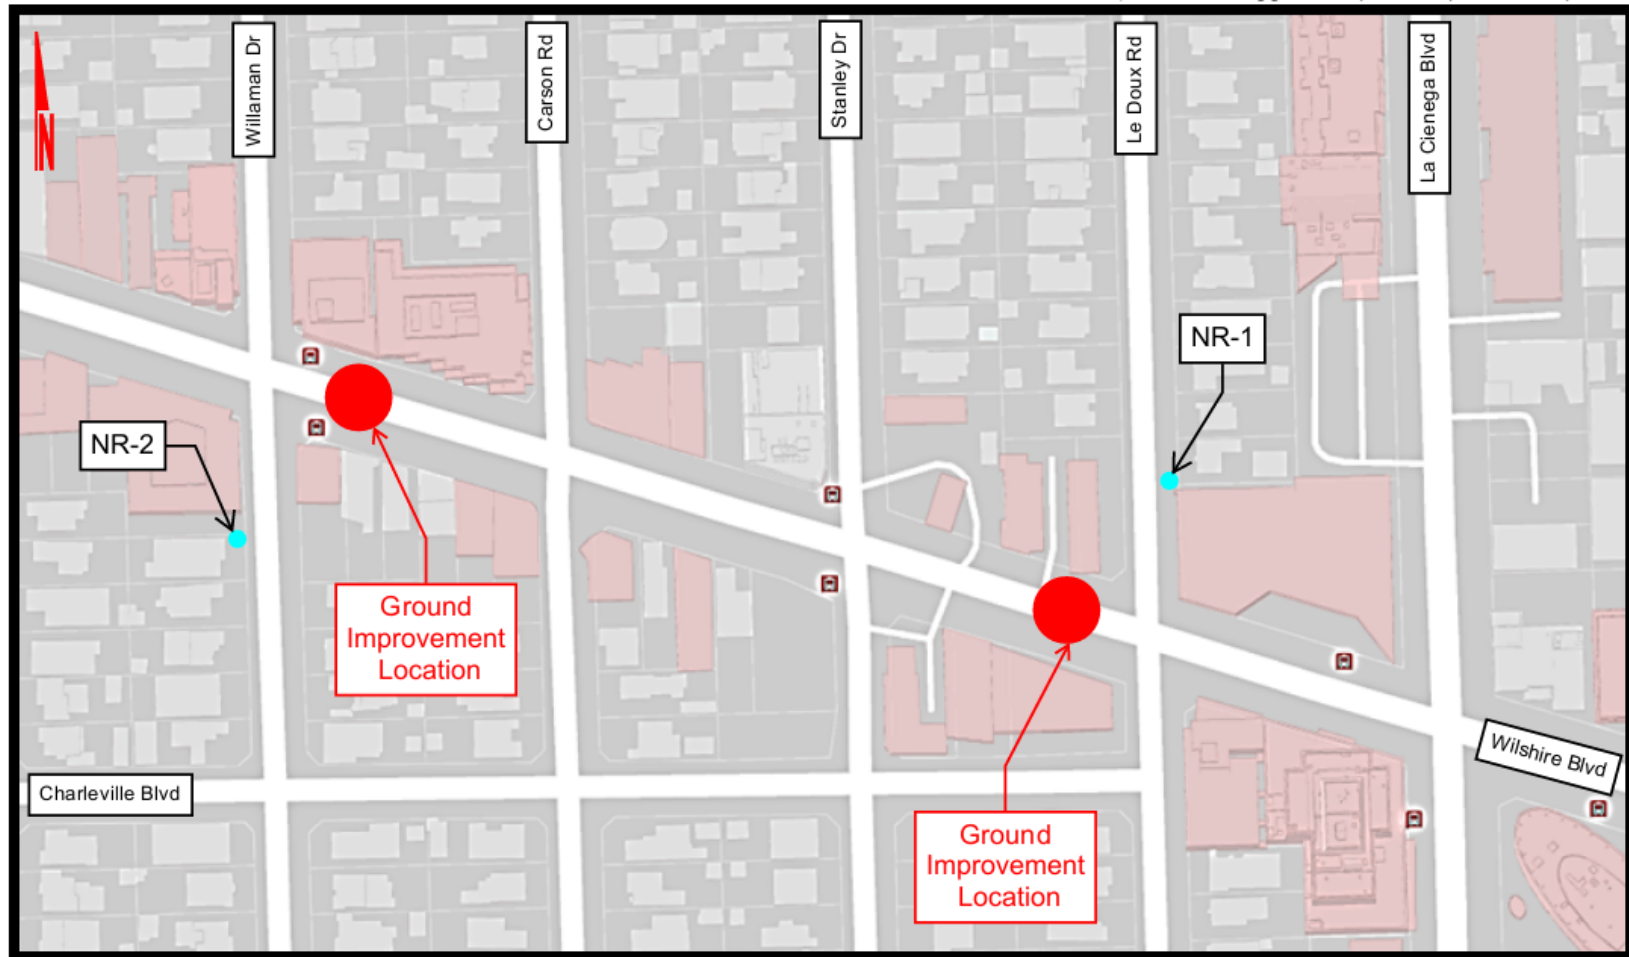 Willaman Dr
Carson Rd
Stanley Dr
Le Doux Rd
La Cienega Blvd
N
NR-1
NR-2
Ground
Improvement
Location
Wilshire Blvd
Charleville Blvd
Ground
Improvement
Location